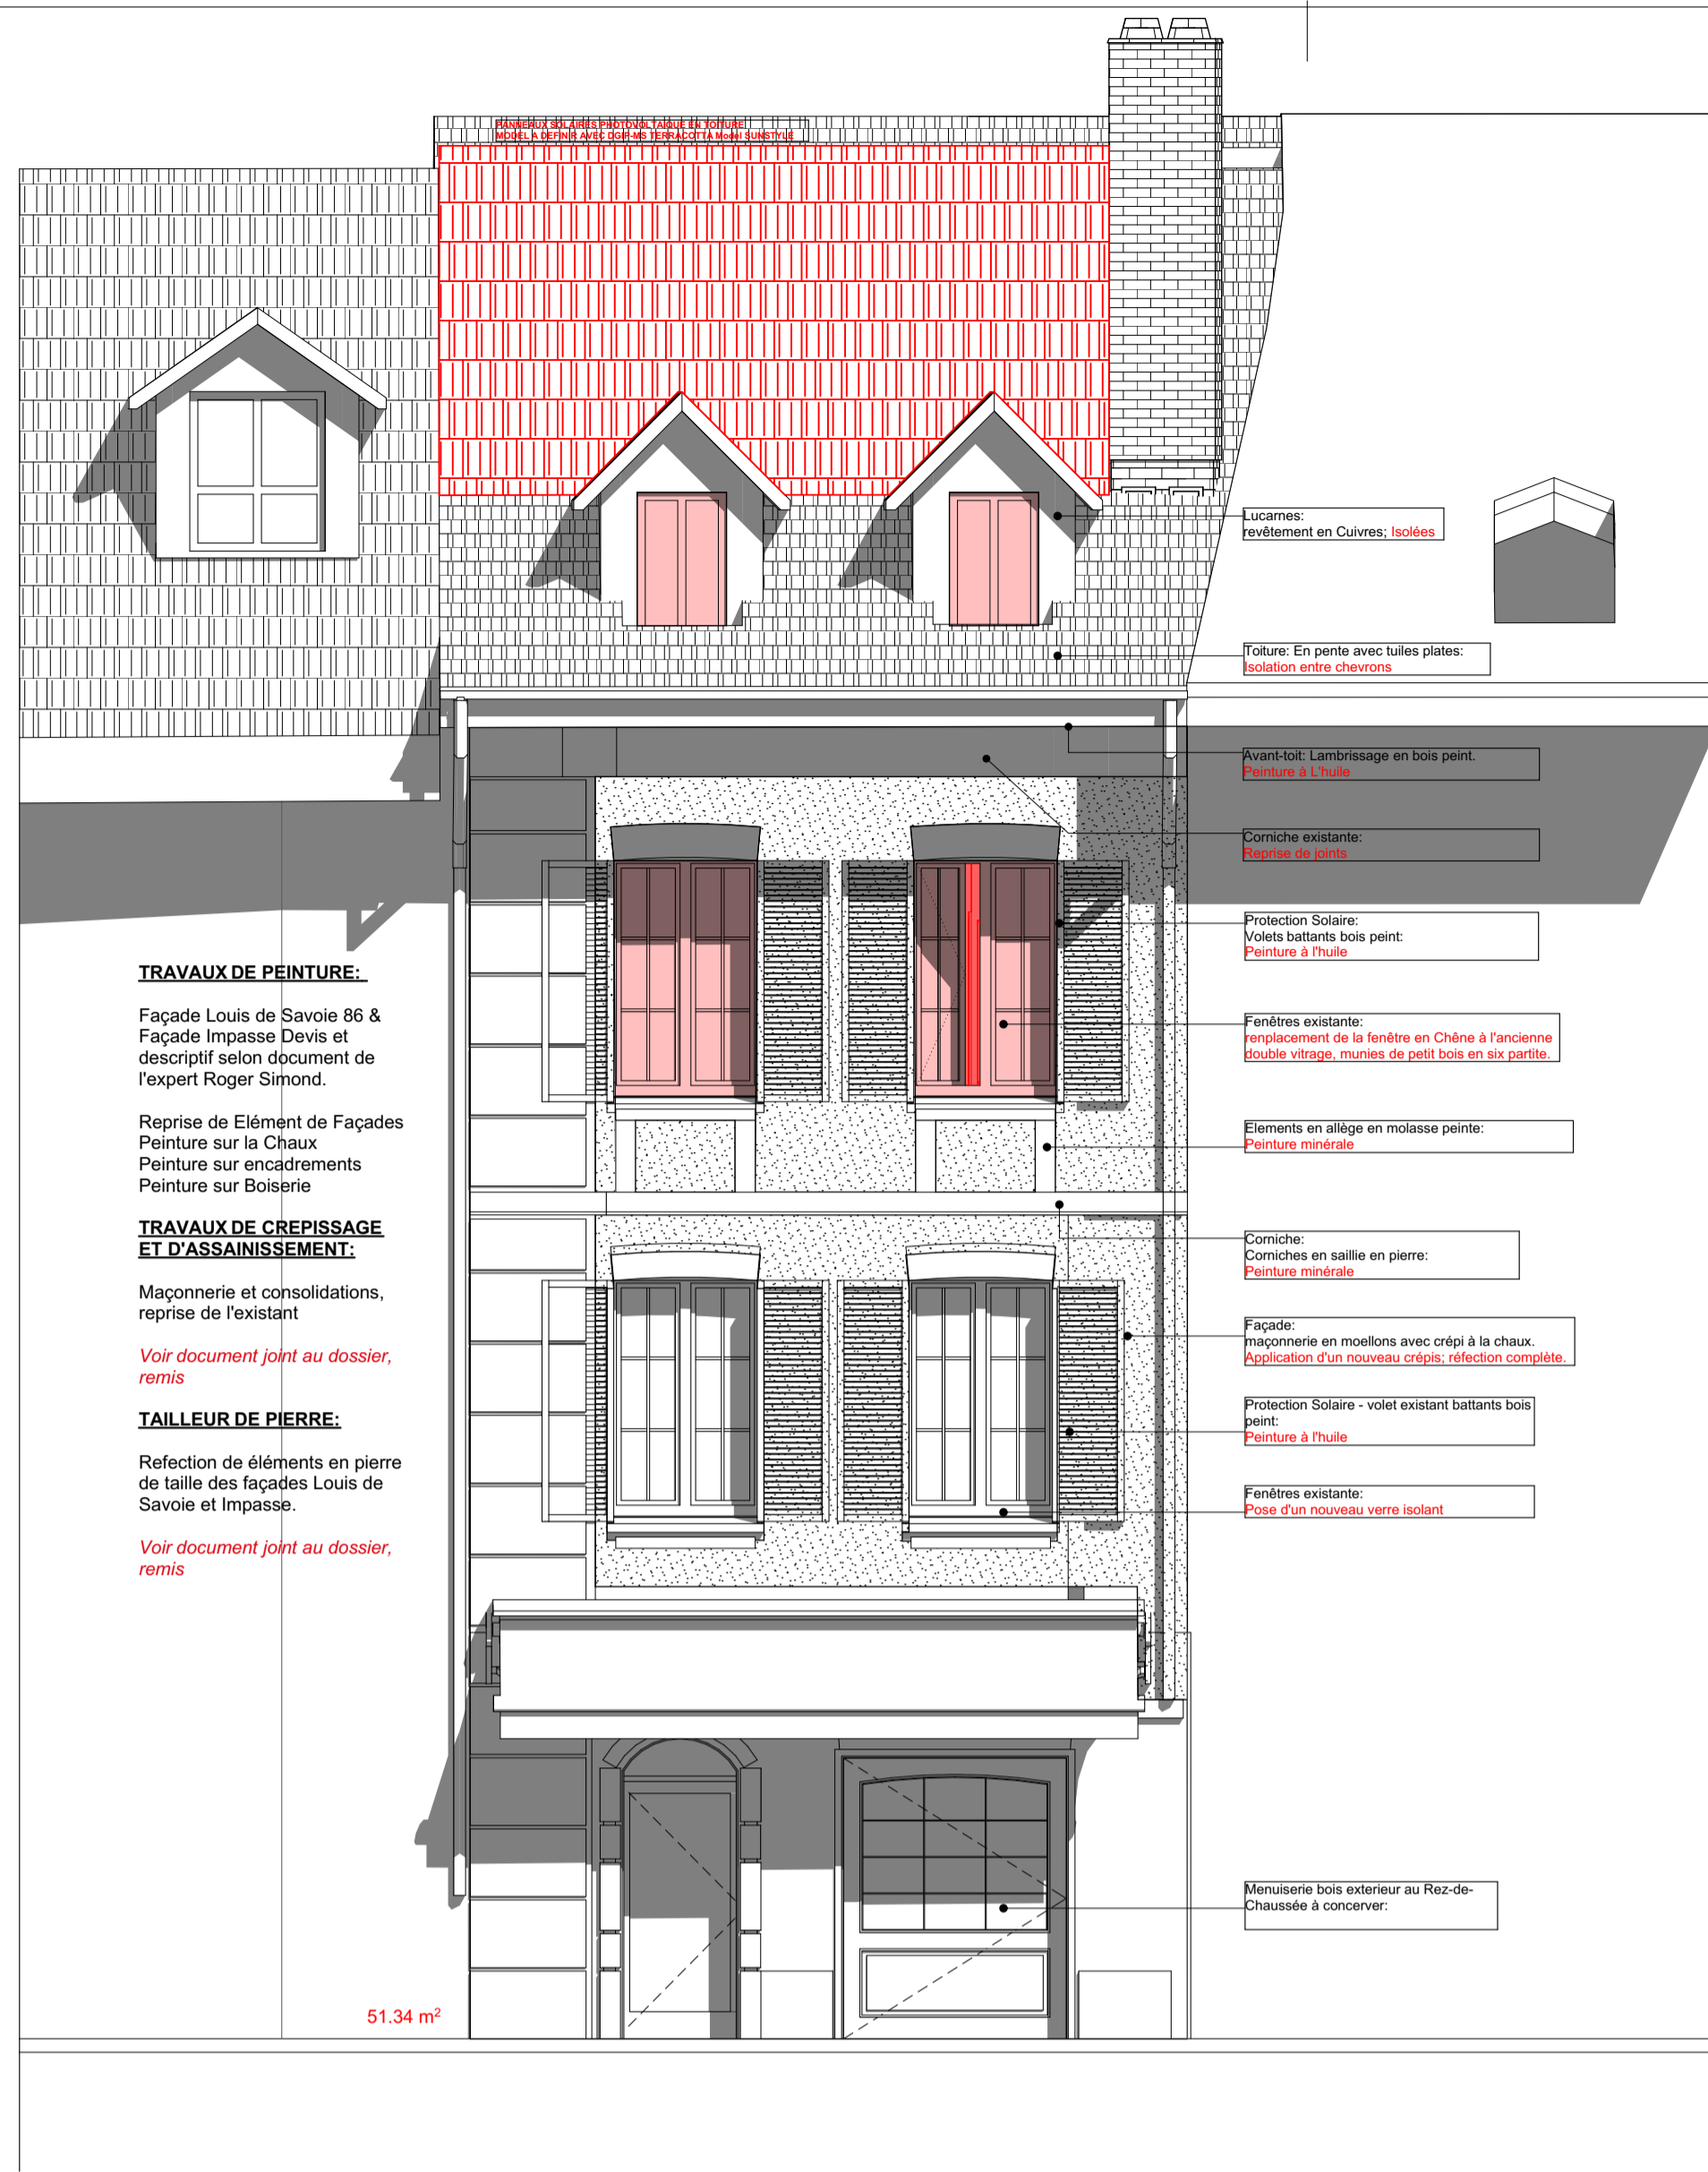 PANNEAUX SOLAIRES PHOTOVOLTAIQUE EN TOITURE
MODEL A DEFINIR AVEC DGIP-MS TERRACOTTA Model SUNSTYLE
Lucarnes:
revêtement en Cuivres; Isolées
Toiture: En pente avec tuiles plates:
Isolation entre chevrons
Avant-toit: Lambrissage en bois peint.
Peinture à L'huile
Corniche existante:
Reprise de joints
Protection Solaire:
Volets battants bois peint:
Peinture à l'huile
Fenêtres existante:
renplacement de la fenêtre en Chêne à l'ancienne
double vitrage, munies de petit bois en six partite.
Elements en allège en molasse peinte:
Peinture minérale
Corniche:
Corniches en saillie en pierre:
Peinture minérale
Façade:
maçonnerie en moellons avec crépi à la chaux.
Application d'un nouveau crépis; réfection complète.
Protection Solaire - volet existant battants bois
peint:
Peinture à l'huile
Fenêtres existante:
Pose d'un nouveau verre isolant
Menuiserie bois exterieur au Rez-de-
Chaussée à concerver:
TRAVAUX DE PEINTURE:
Façade Louis de Savoie 86 &
Façade Impasse Devis et
descriptif selon document de
l'expert Roger Simond.
Reprise de Elément de Façades
Peinture sur la Chaux
Peinture sur encadrements
Peinture sur Boiserie
TRAVAUX DE CREPISSAGE
ET D'ASSAINISSEMENT:
Maçonnerie et consolidations,
reprise de l'existant
Voir document joint au dossier,
remis
TAILLEUR DE PIERRE:
Refection de éléments en pierre
de taille des façades Louis de
Savoie et Impasse.
Voir document joint au dossier,
remis
51.34 m²